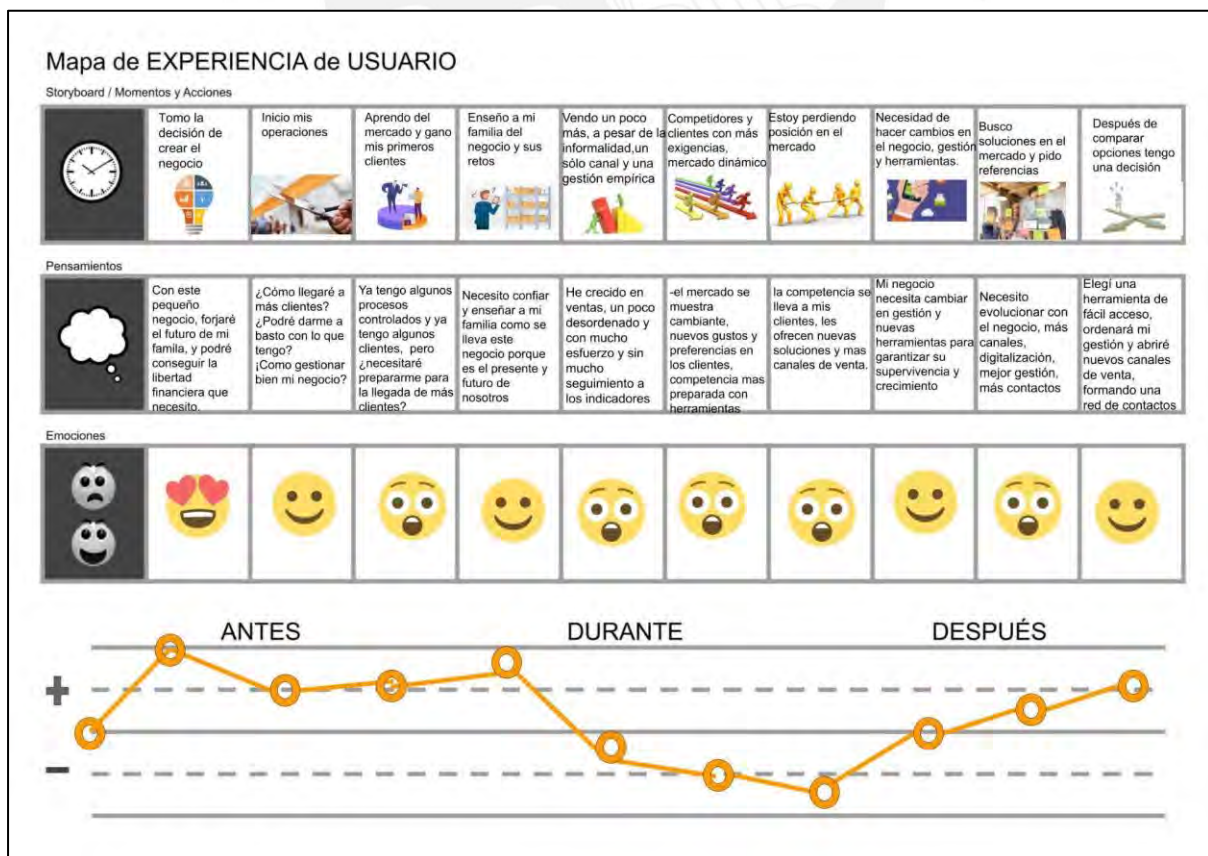 Mapa de EXPERIENCIA de USUARIO
Storyboard / Momentos y Acciones
Tomo la
decisión de
crear el
negocio
Inicio mis
operaciones
Aprendo del
mercado y gano
mis primeros
clientes
Enseño a mi
familia del
negocio y sus
retos
Vendo un poco
más, a pesar de la
informalidad,un
sólo canal y una
gestión empírica
Competidores y
clientes con más
exigencias,
mercado dinámico
Estoy perdiendo
posición en el
mercado
Necesidad de
hacer cambios en
el negocio, gestión
y herramientas.
Busco
soluciones en el
mercado y pido
referencias
Después de
comparar
opciones tengo
una decisión
Pensamientos
Con este
pequeño
negocio, forjaré
el futuro de mi
famila, y podré
conseguir la
libertad
financiera que
necesito.
¿Cómo llegaré a
más clientes?
¿Podré darme a
basto con lo que
tengo?
¡Como gestionar
bien mi negocio?
Ya tengo algunos
procesos
controlados y ya
tengo algunos
clientes, pero
¿necesitaré
prepararme para
la llegada de más
clientes?
Necesito confiar
y enseñar a mi
familia como se
lleva este
negocio porque
es el presente y
futuro de
nosotros
He crecido en
ventas, un poco
desordenado y
con mucho
esfuerzo y sin
mucho
seguimiento a
los indicadores
-el mercado se
muestra
cambiante,
nuevos gustos y
preferencias en
los clientes,
competencia mas
preparada con
herramientas
la competencia se
lleva a mis
clientes, les
ofrecen nuevas
soluciones y mas
canales de venta.
Mi negocio
necesita cambiar
en gestión y
nuevas
herramientas para
garantizar su
supervivencia y
crecimiento
Necesito
evolucionar con
el negocio, más
canales,
digitalización,
mejor gestión,
más contactos
Elegí una
herramienta de
fácil acceso,
ordenará mi
gestión y abriré
nuevos canales
de venta,
formando una
red de contactos
Emociones
ANTES
DURANTE
DESPUÉS
+
-